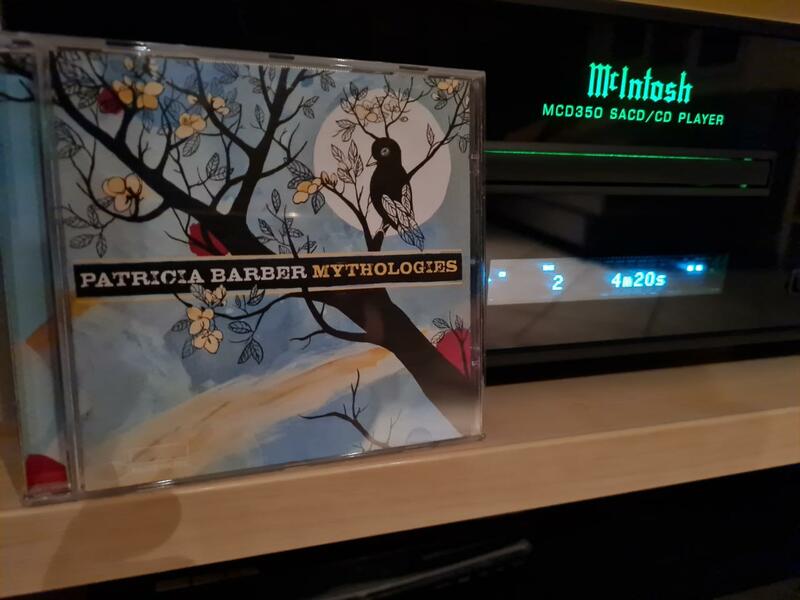 PATRICIA BARBER MYTHOLOGIES
McIntosh
MCD350 SACD/CD PLAYER
2 4m20s